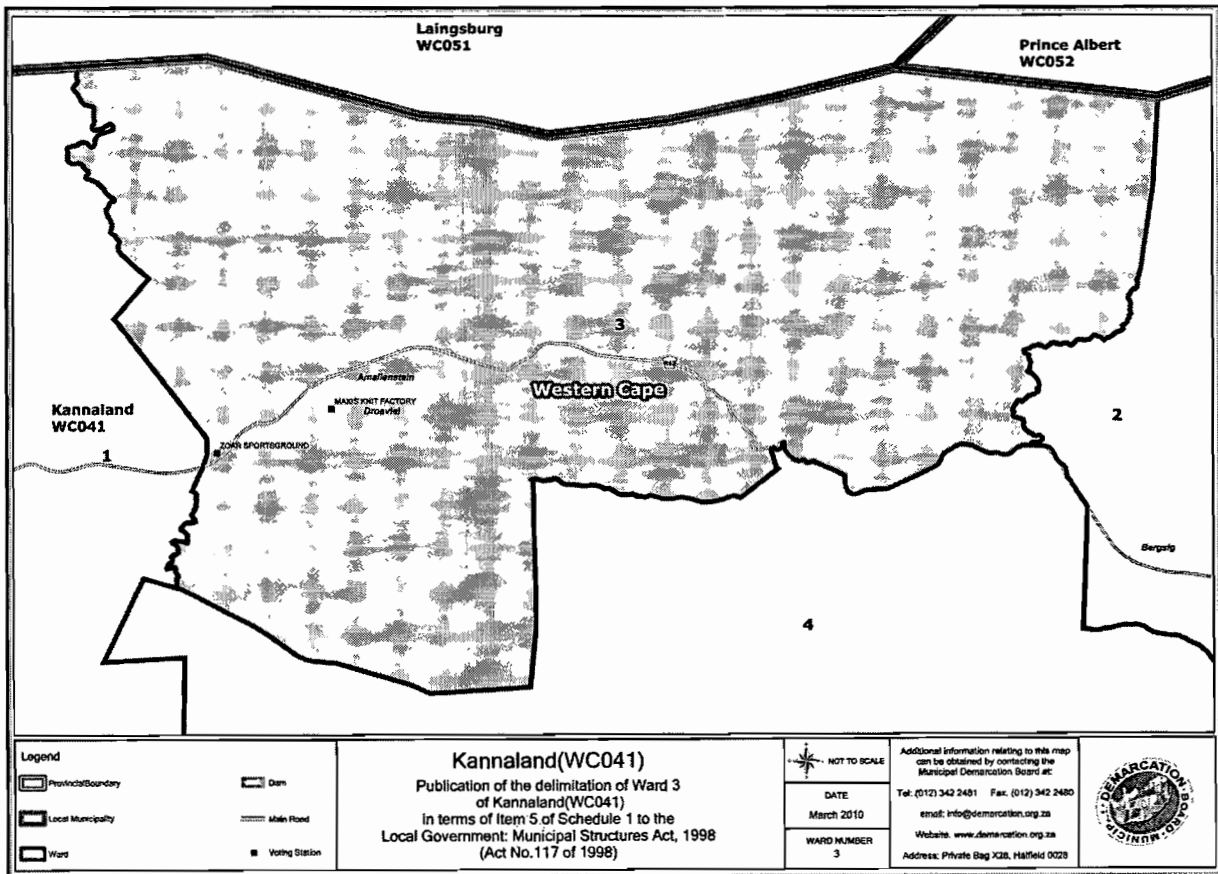 Laingsburg
WC051
Prince Albert
WC052
3
Amalienstein
Western Cape
MAXIS KNIT FACTORY
Droevlei
Kannaland
WC041
1
ZOAR SPORTSGROUND
2
Bergsig
4
Legend
Provincial Boundary
Dam
Local Municipality
Main Road
Ward
Voting Station
Kannaland(WC041)
Publication of the delimitation of Ward 3
of Kannaland(WC041)
in terms of Item 5 of Schedule 1 to the
Local Government: Municipal Structures Act, 1998
(Act No.117 of 1998)
NOT TO SCALE
DATE
March 2010
WARD NUMBER
3
Additional information relating to this map
can be obtained by contacting the
Municipal Demarcation Board at:
Tel: (012) 342 2481 Fax. (012) 342 2480
email: info@demarcation.org.za
Website: www.demarcation.org.za
Address: Private Bag X28, Hatfield 0028
DEMARCATION BOARD MUNICIP